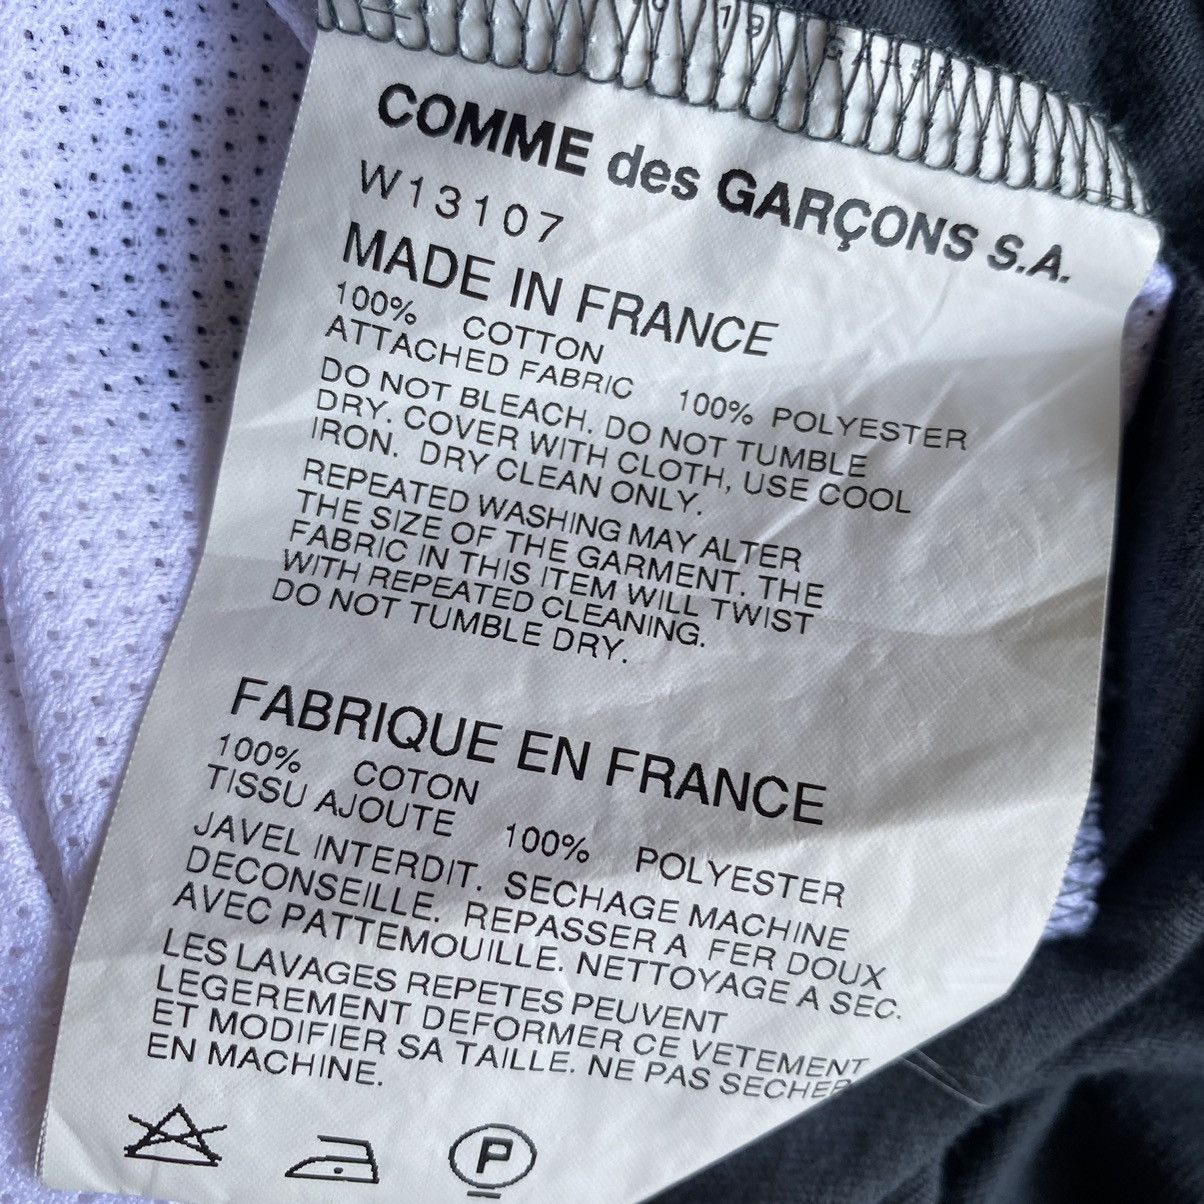 COMME des GARÇONS S.A.
W13107
MADE IN FRANCE
100% COTTON
ATTACHED FABRIC 100% POLYESTER
DO NOT BLEACH. DO NOT TUMBLE
DRY. COVER WITH CLOTH, USE COOL
IRON. DRY CLEAN ONLY.
REPEATED WASHING MAY ALTER
THE SIZE OF THE GARMENT. THE
FABRIC IN THIS ITEM WILL TWIST
WITH REPEATED CLEANING.
DO NOT TUMBLE DRY.
FABRIQUE EN FRANCE
100% COTON
TISSU AJOUTE 100% POLYESTER
JAVEL INTERDIT. SECHAGE MACHINE
DECONSEILLE. REPASSER A FER DOUX
AVEC PATTEMOUILLE. NETTOYAGE A SEC.
LES LAVAGES REPETES PEUVENT
LEGEREMENT DEFORMER CE VETEMENT
ET MODIFIER SA TAILLE. NE PAS SECHER
EN MACHINE.
P